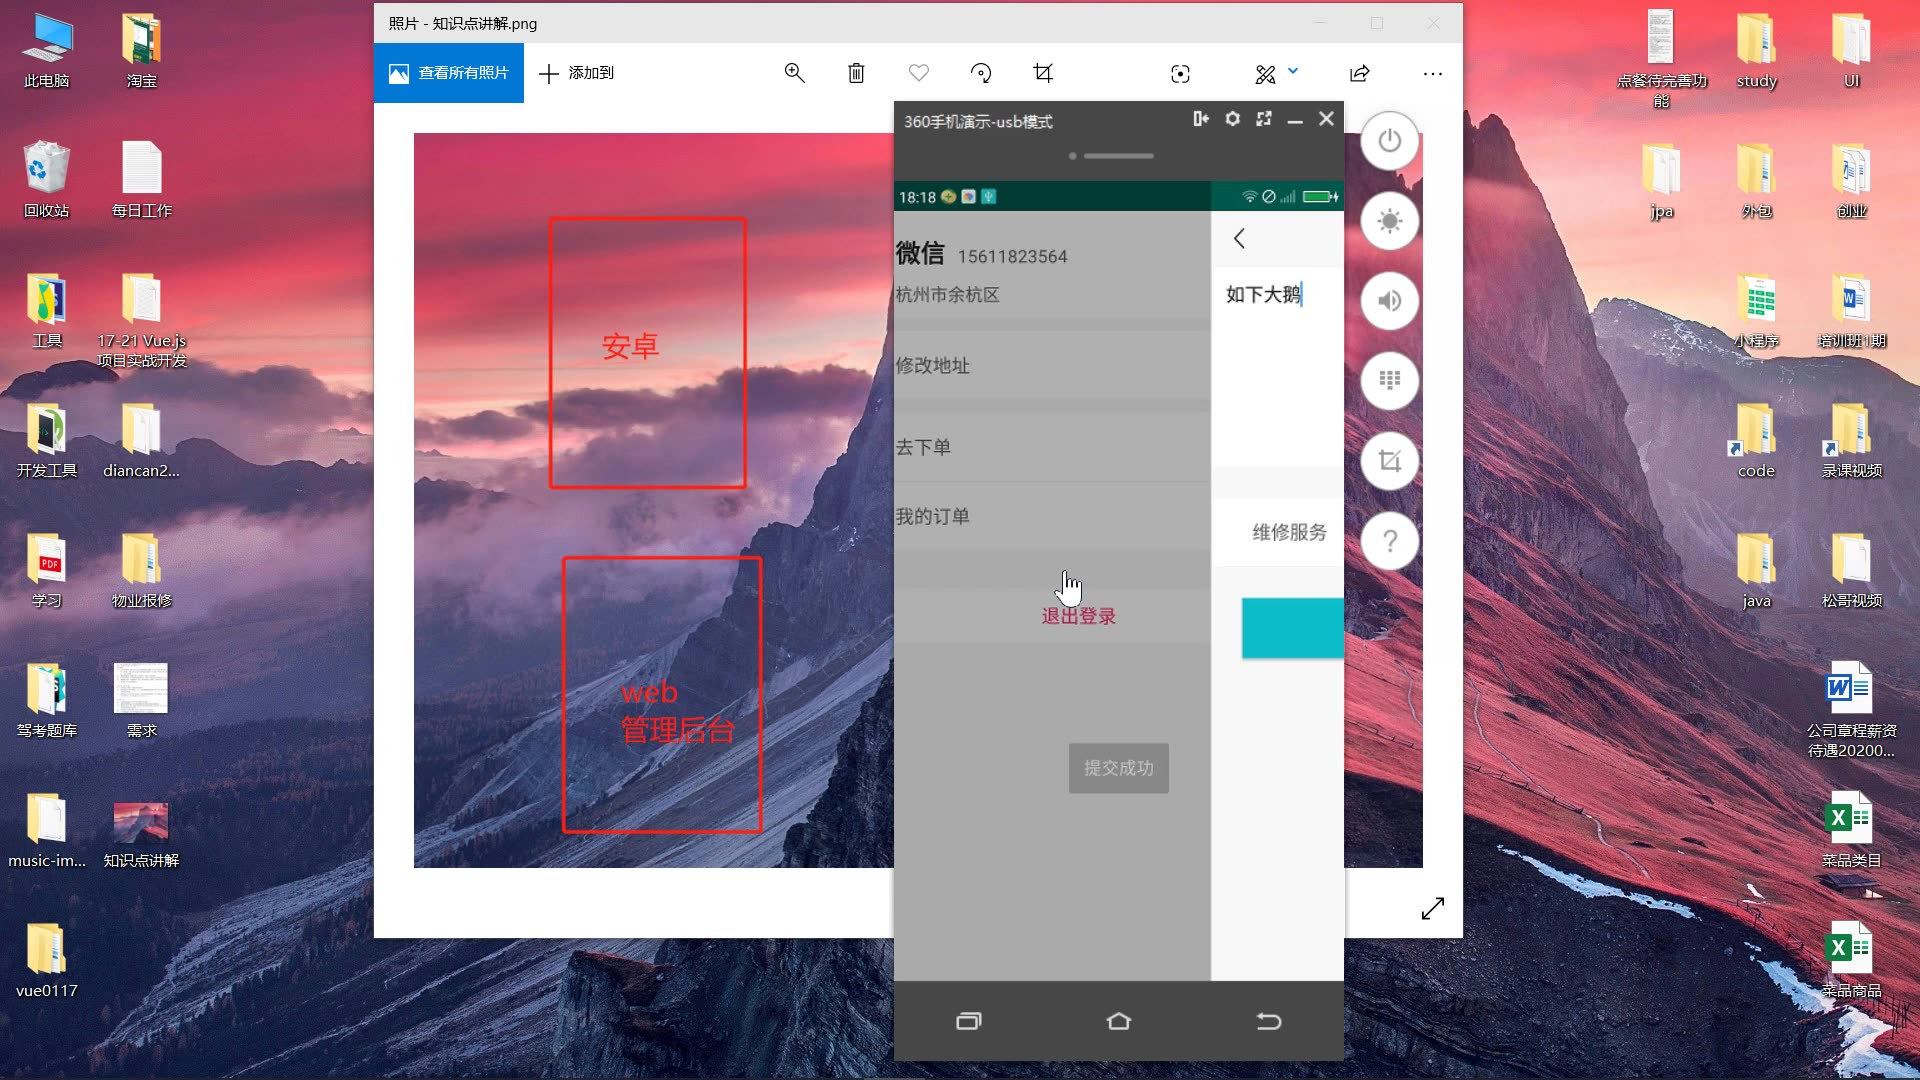 此电脑
淘宝
回收站
每日工作
工具
17-21 Vue.js
项目实战开发
开发工具
diancan2...
学习
物业报修
驾考题库
需求
music-im...
知识点讲解
vue0117
照片 - 知识点讲解.png
查看所有照片
添加到
安卓
web
管理后台
360手机演示-usb模式
18:18
微信 15611823564
杭州市余杭区
修改地址
去下单
我的订单
退出登录
提交成功
如下大鹅
维修服务
点餐待完善功
能
study
UI
jpa
外包
创业
小程序
培训班1期
code
录课视频
java
松哥视频
公司章程薪资
待遇20200...
菜品类目
菜品商品